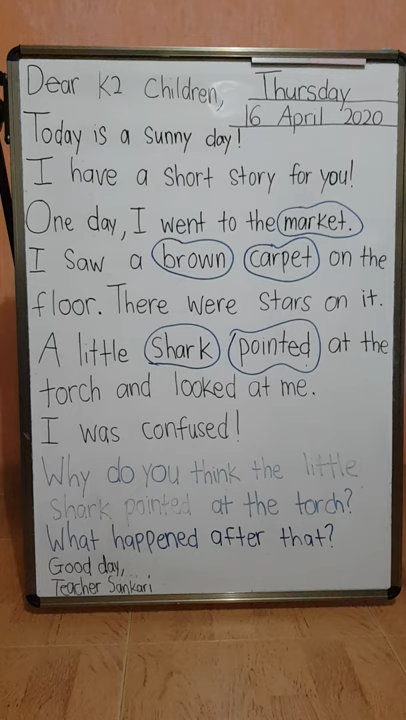 Dear K2 Children,
Thursday
16 April 2020
Today is a sunny day!
I have a short story for you!
One day, I went to the market.
I saw a brown carpet on the
floor. There were stars on it.
A little shark pointed at the
torch and looked at me.
I was confused!
Why do you think the little
shark pointed at the torch?
What happened after that?
Good day,
Teacher Sankari